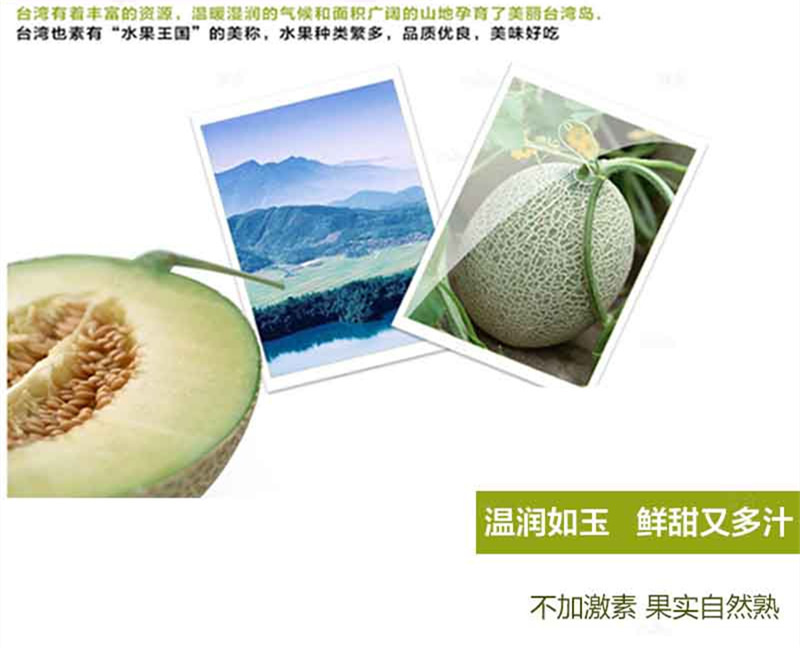 台湾有着丰富的资源，温暖湿润的气候和面积广阔的山地孕育了美丽台湾岛.
台湾也素有“水果王国”的美称，水果种类繁多，品质优良，美味好吃
温润如玉 鲜甜又多汁
不加激素 果实自然熟